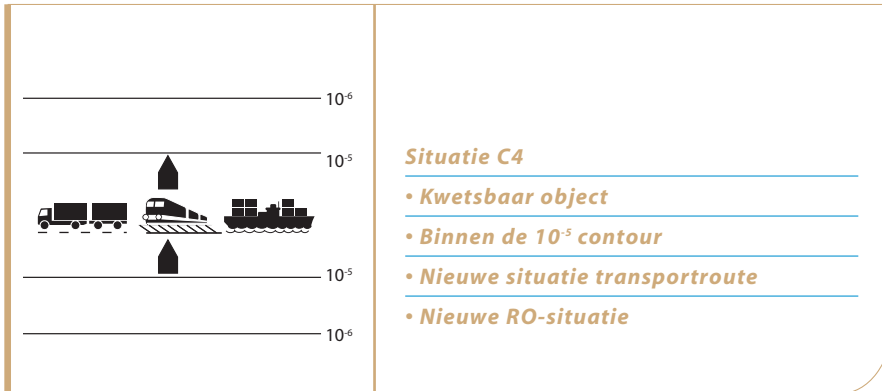 10⁻⁶
10⁻⁵
10⁻⁵
10⁻⁶
Situatie C4
• Kwetsbaar object
• Binnen de 10⁻⁵ contour
• Nieuwe situatie transportroute
• Nieuwe RO-situatie